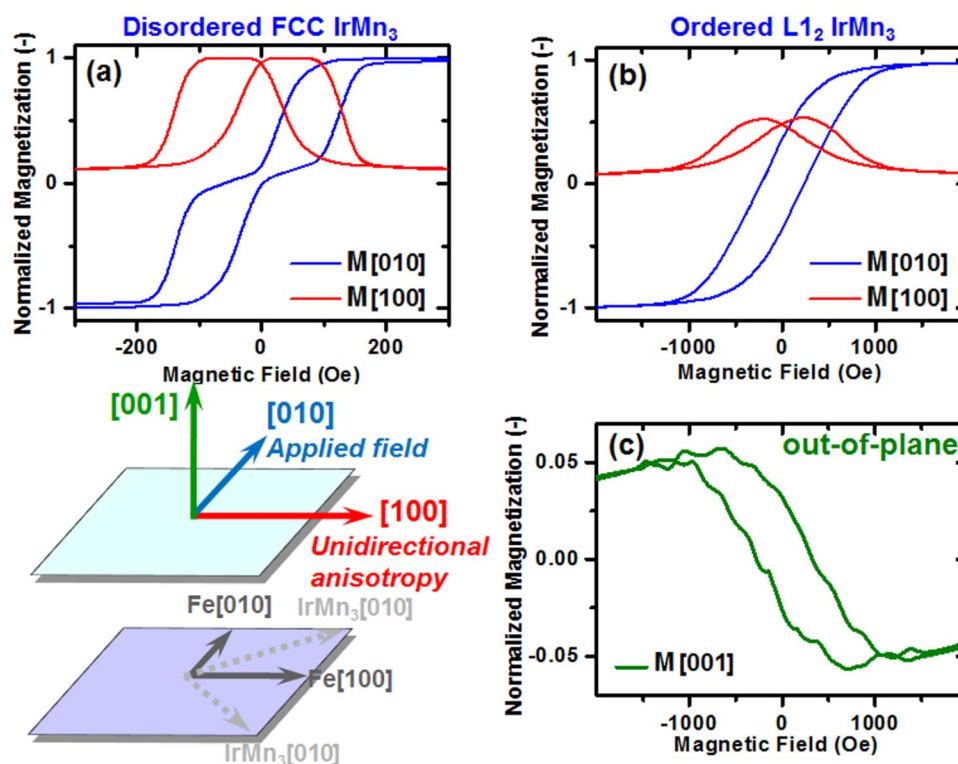 Disordered FCC IrMn3
Ordered L12 IrMn3
(a)
Normalized Magnetization (-)
1
0
-1
M[010]
M[100]
-200
0
200
Magnetic Field (Oe)
(b)
Normalized Magnetization (-)
1
0
-1
M[010]
M[100]
-1000
0
1000
Magnetic Field (Oe)
[001]
[010]
Applied field
[100]
Unidirectional
anisotropy
Fe[010]
IrMn3[010]
Fe[100]
IrMn3[010]
(c)
out-of-plane
Normalized Magnetization (-)
0.05
0.00
-0.05
M[001]
-1000
0
1000
Magnetic Field (Oe)